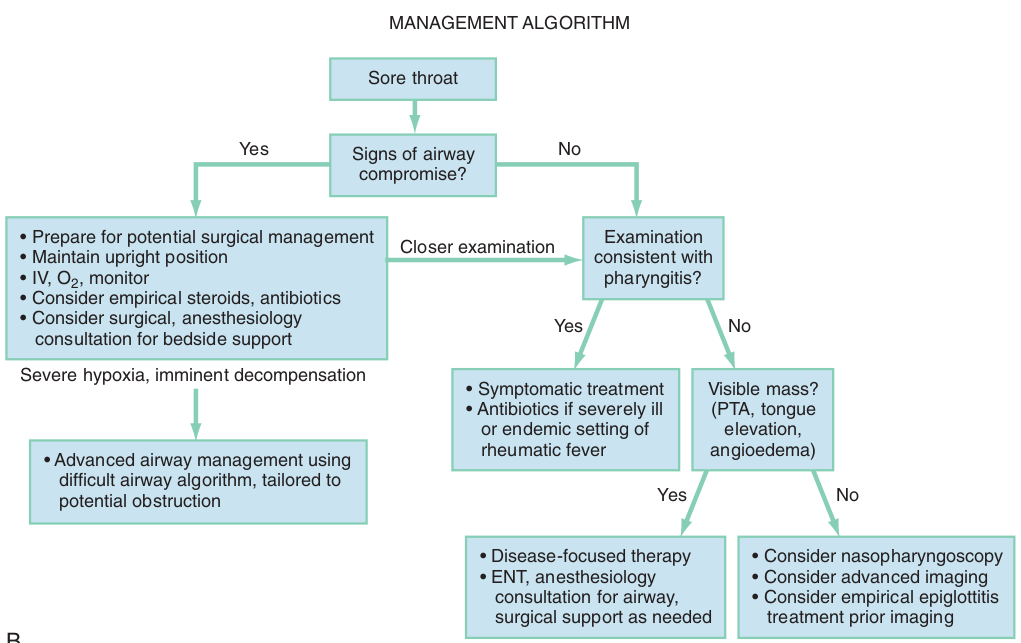 MANAGEMENT ALGORITHM
Sore throat
Signs of airway
compromise?
Yes
No
• Prepare for potential surgical management
• Maintain upright position
• IV, O₂, monitor
• Consider empirical steroids, antibiotics
• Consider surgical, anesthesiology
consultation for bedside support
Closer examination
Examination
consistent with
pharyngitis?
Severe hypoxia, imminent decompensation
• Advanced airway management using
difficult airway algorithm, tailored to
potential obstruction
Yes
No
• Symptomatic treatment
• Antibiotics if severely ill
or endemic setting of
rheumatic fever
Visible mass?
(PTA, tongue
elevation,
angioedema)
Yes
No
• Disease-focused therapy
• ENT, anesthesiology
consultation for airway,
surgical support as needed
• Consider nasopharyngoscopy
• Consider advanced imaging
• Consider empirical epiglottitis
treatment prior imaging
B